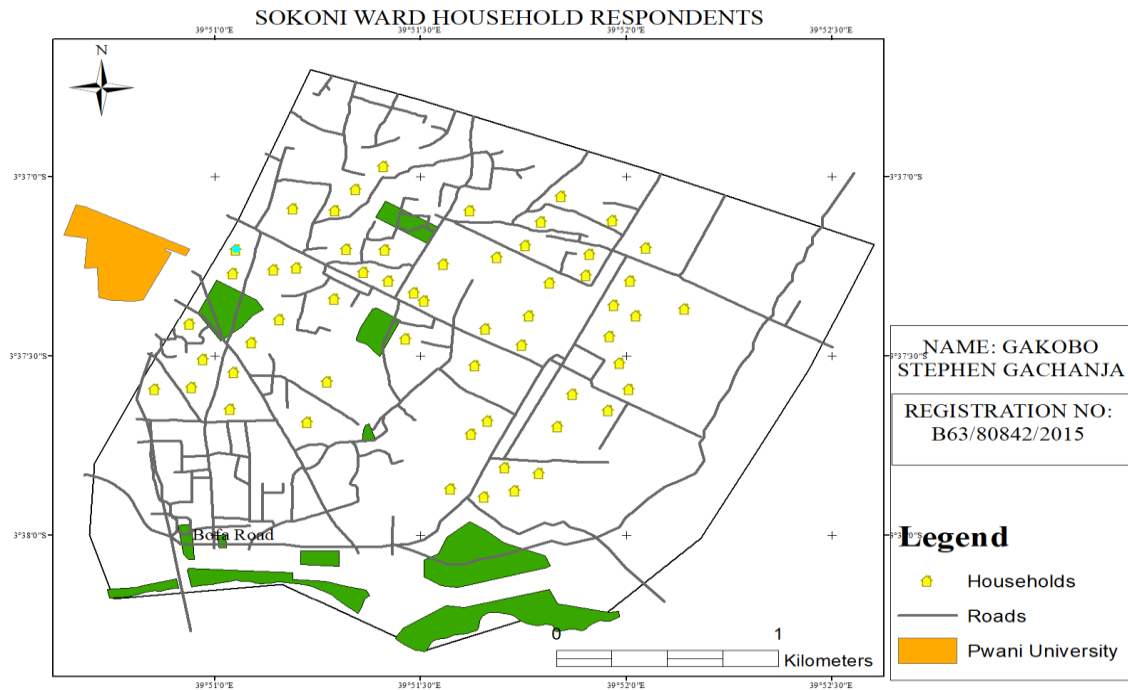 SOKONI WARD HOUSEHOLD RESPONDENTS
39°51'0"E 39°51'30"E 39°52'0"E 39°52'30"E
N
3°37'0"S 3°37'0"S
3°37'30"S 3°37'30"S
NAME: GAKOBO
STEPHEN GACHANJA
REGISTRATION NO:
B63/80842/2015
Bofa Road
3°38'0"S 3°38'0"S
Legend
Households
Roads
Pwani University
0 1
Kilometers
39°51'0"E 39°51'30"E 39°52'0"E 39°52'30"E